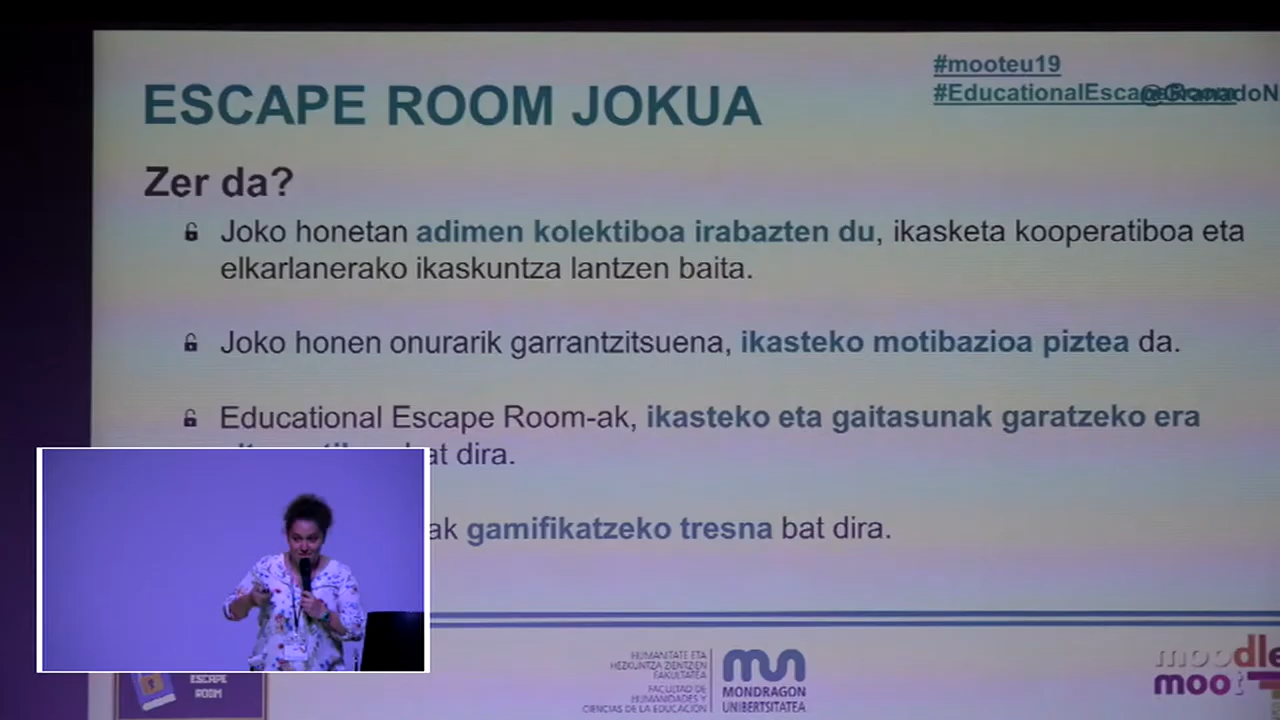 #mooteu19
ESCAPE ROOM JOKUA
#EducationalEscapeRoom
Zer da?
Joko honetan adimen kolektiboa irabazten du, ikasketa kooperatiboa eta
elkarlanerako ikaskuntza lantzen baita.
Joko honen onurarik garrantzitsuena, ikasteko motibazioa piztea da.
Educational Escape Room-ak, ikasteko eta gaitasunak garatzeko era
bat dira.
ak gamifikatzeko tresna bat dira.
ESCAPE
ROOM
HUMANITATE ETA
HEZKUNTZA ZIENTZIEN
FAKULTATEA
FACULTAD DE
HUMANIDADES Y
CIENCIAS DE LA EDUCACIÓN
MONDRAGON
UNIBERTSITATEA
moodle
moot